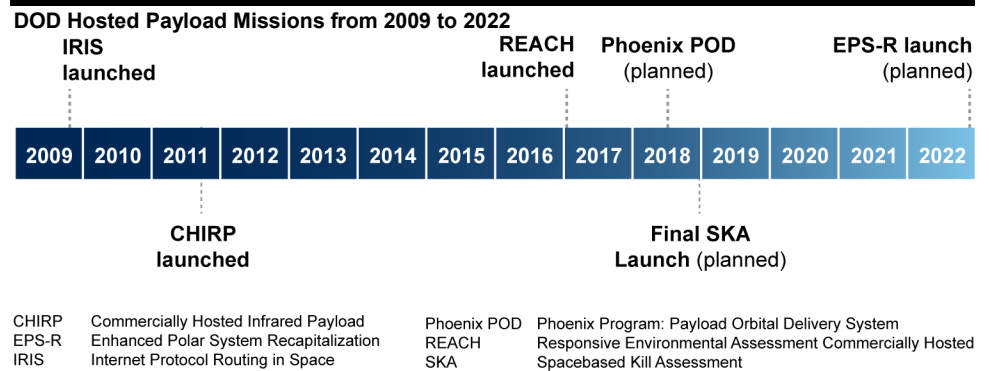 DOD Hosted Payload Missions from 2009 to 2022
IRIS
launched
REACH
launched
Phoenix POD
(planned)
EPS-R launch
(planned)
2009 2010 2011 2012 2013 2014 2015 2016 2017 2018 2019 2020 2021 2022
CHIRP
launched
Final SKA
Launch (planned)
CHIRP Commercially Hosted Infrared Payload
EPS-R Enhanced Polar System Recapitalization
IRIS Internet Protocol Routing in Space
Phoenix POD Phoenix Program: Payload Orbital Delivery System
REACH Responsive Environmental Assessment Commercially Hosted
SKA Spacebased Kill Assessment